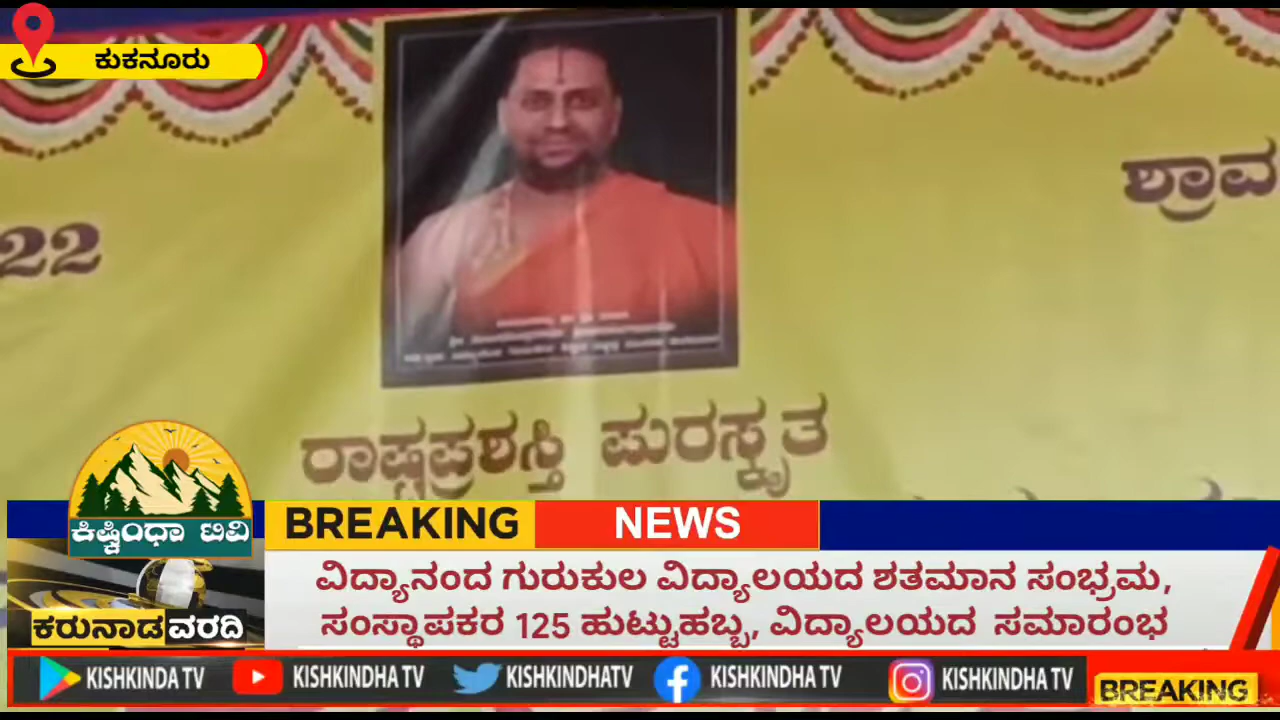 ಕುಕನೂರು
ಶ್ರಾವ
22
ರಾಷ್ಟ್ರಪ್ರಶಸ್ತಿ ಪುರಸ್ಕೃತ
ಕಿಷ್ಕಿಂಧಾ ಟಿವಿ
BREAKING NEWS
ವಿದ್ಯಾನಂದ ಗುರುಕುಲ ವಿದ್ಯಾಲಯದ ಶತಮಾನ ಸಂಭ್ರಮ,
ಸಂಸ್ಥಾಪಕರ 125 ಹುಟ್ಟುಹಬ್ಬ, ವಿದ್ಯಾಲಯದ ಸಮಾರಂಭ
ಕರುನಾಡ ವರದಿ
KISHKINDA TV KISHKINDHA TV KISHKINDHATV KISHKINDHA TV KISHKINDHA TV BREAKING